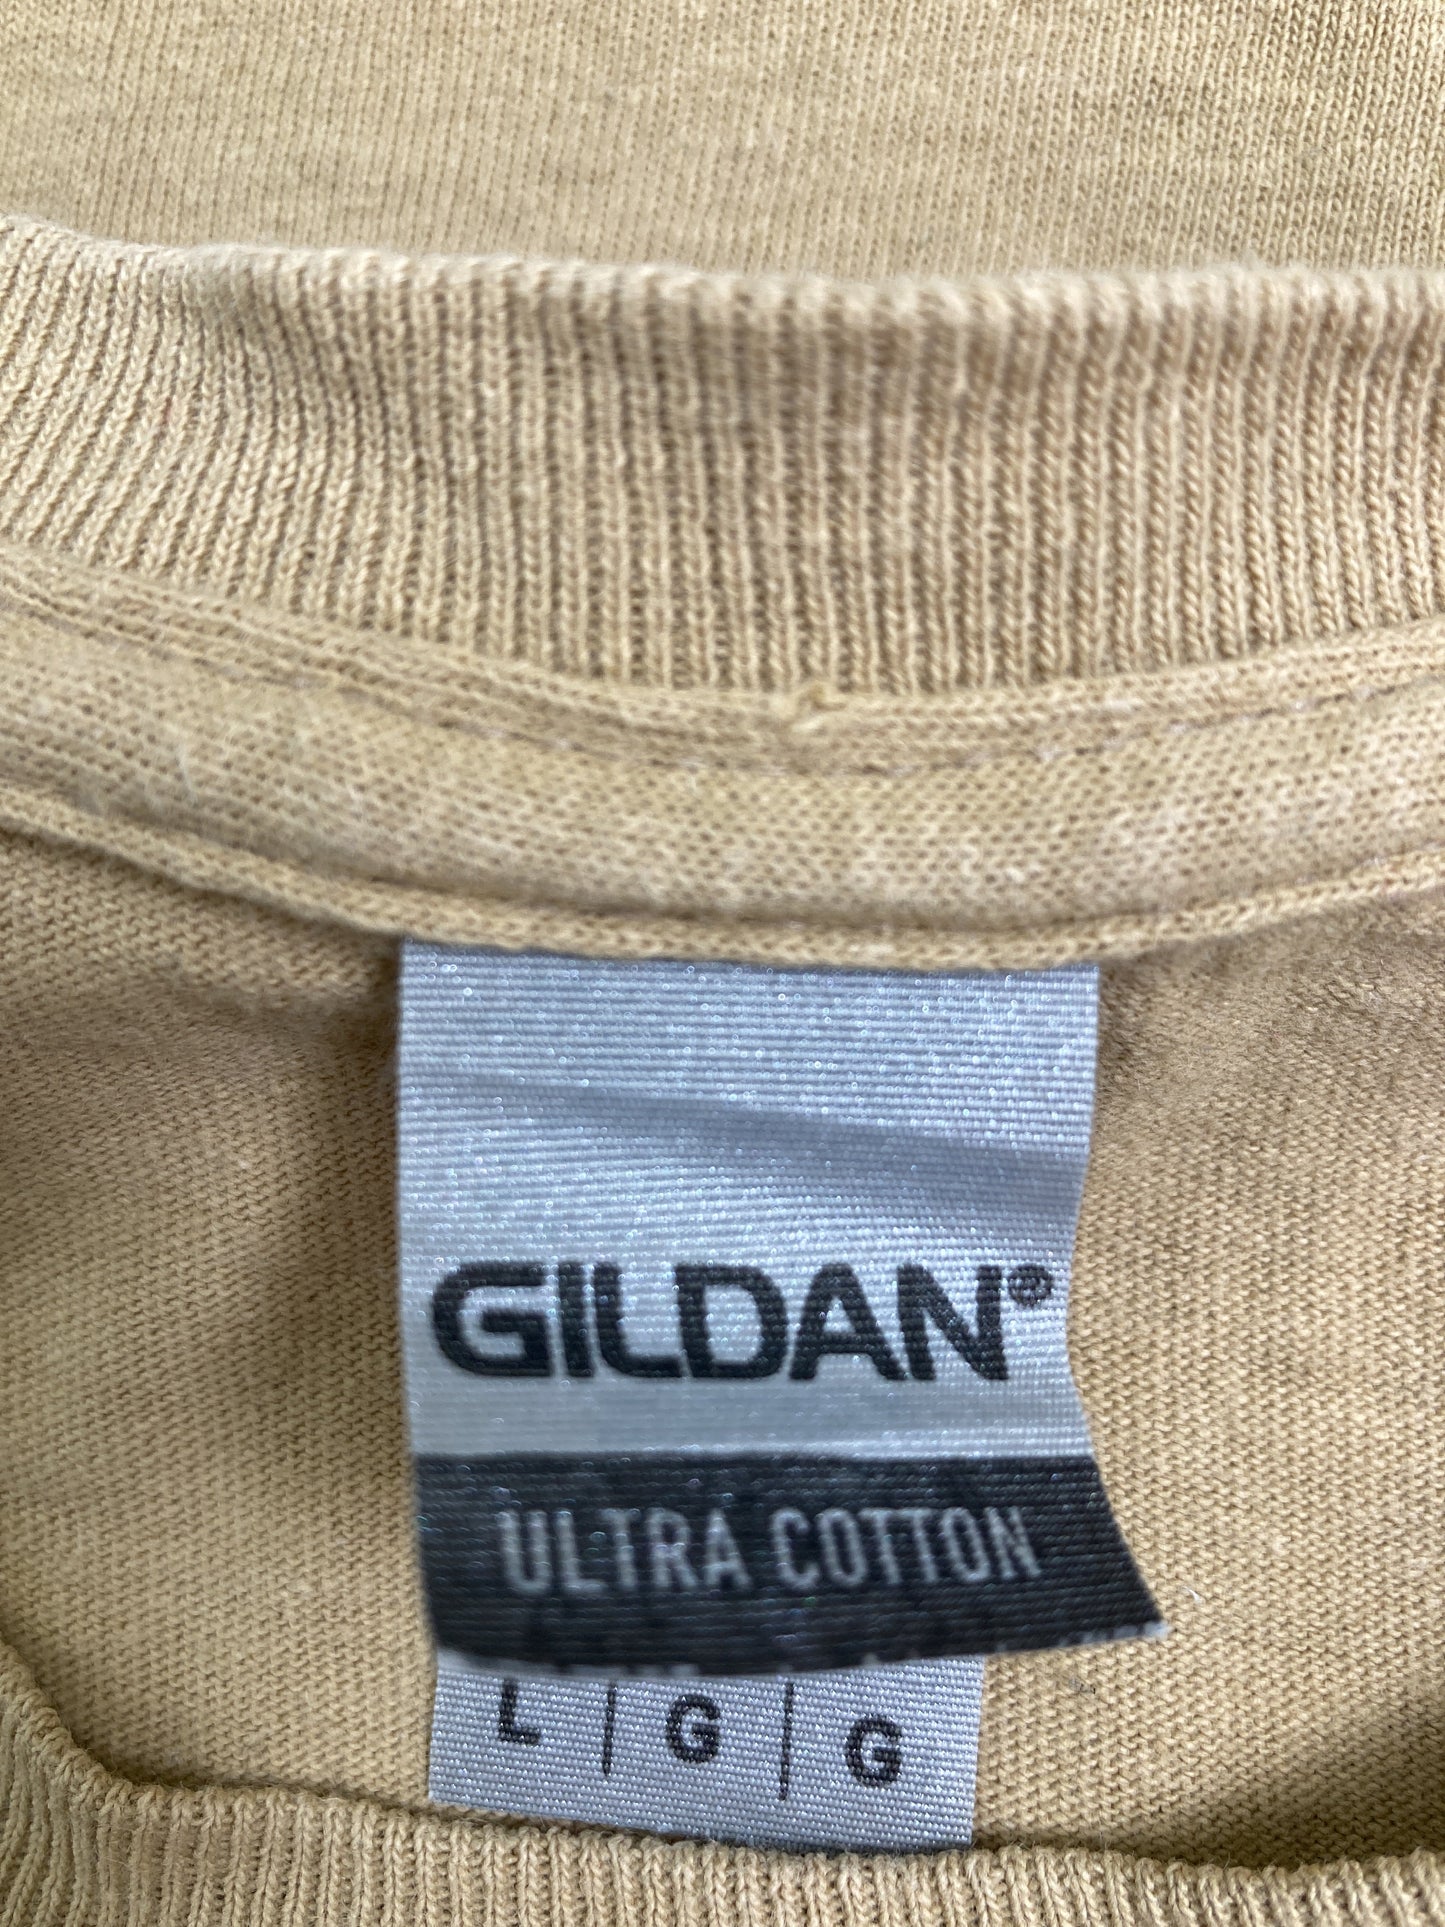 GILDAN®
ULTRA COTTON
L | G | G